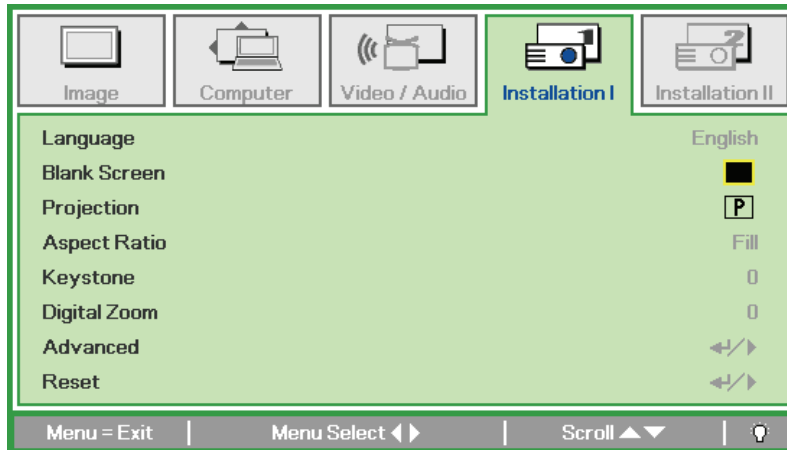 Image Computer Video / Audio Installation I Installation II
Language English
Blank Screen
Projection P
Aspect Ratio Fill
Keystone 0
Digital Zoom 0
Advanced
Reset
Menu = Exit Menu Select Scroll